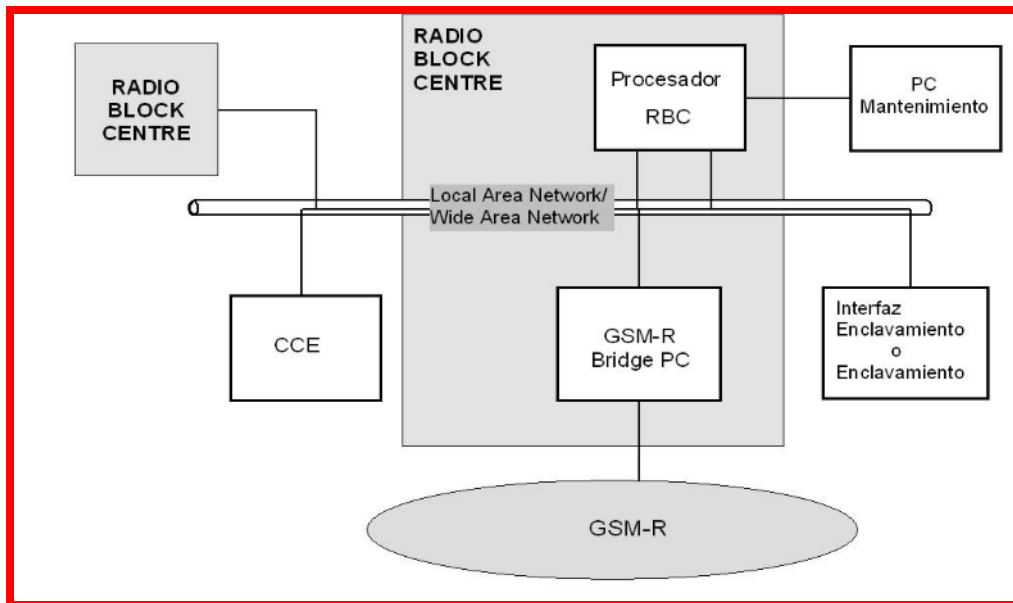 RADIO
BLOCK
CENTRE
RADIO
BLOCK
CENTRE
Procesador
RBC
PC
Mantenimiento
Local Area Network/
Wide Area Network
CCE
GSM-R
Bridge PC
Interfaz
Enclavamiento
o
Enclavamiento
GSM-R